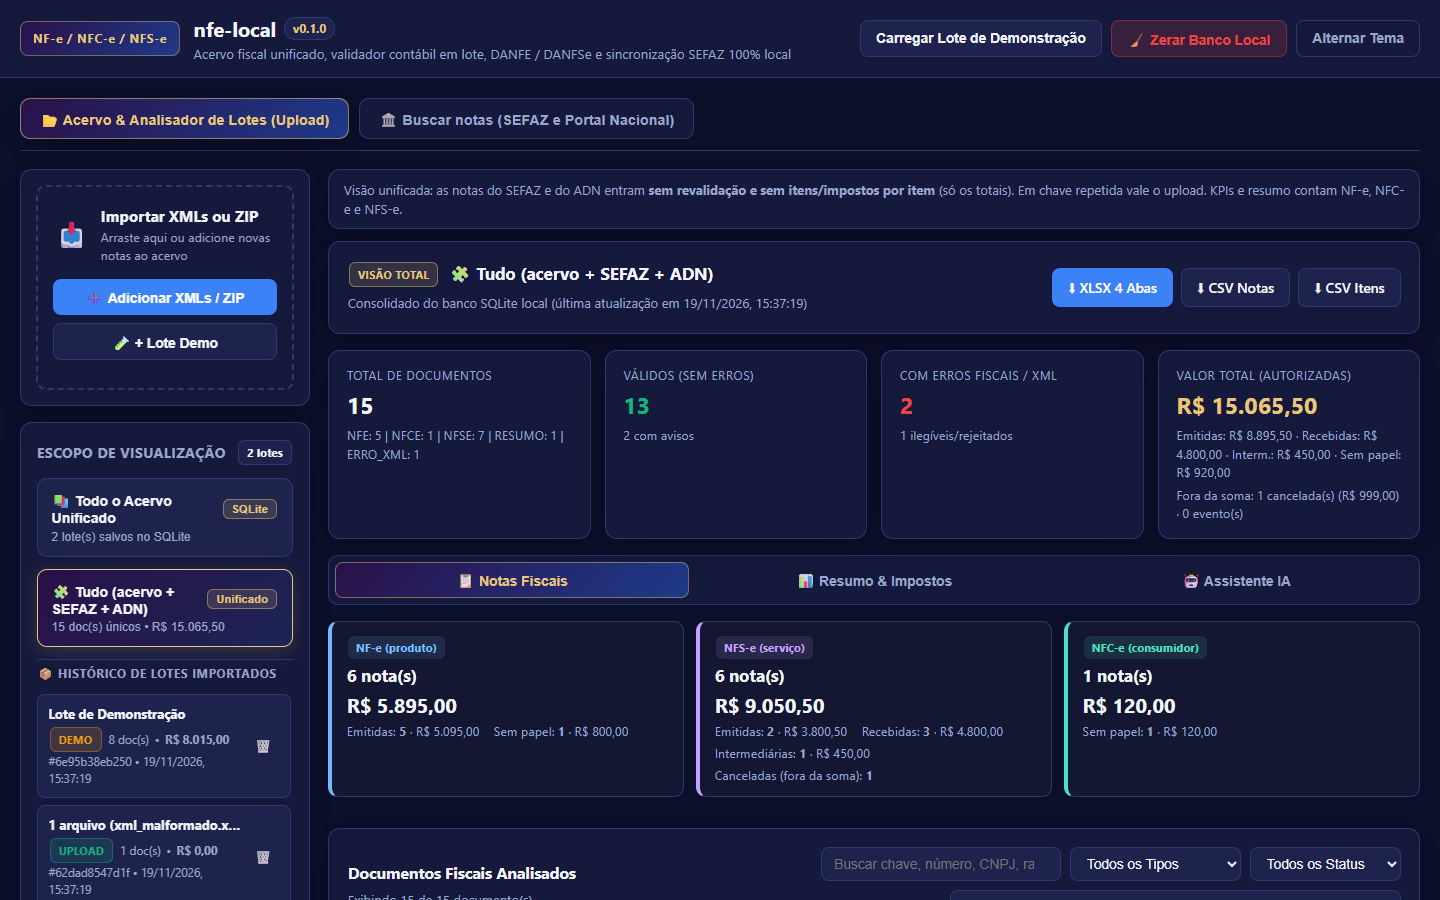 NF-e / NFC-e / NFS-e
nfe-local v0.1.0
Acervo fiscal unificado, validador contábil em lote, DANFE / DANFSe e sincronização SEFAZ 100% local
Carregar Lote de Demonstração
Zerar Banco Local
Alternar Tema
Acervo & Analisador de Lotes (Upload)
Buscar notas (SEFAZ e Portal Nacional)
Importar XMLs ou ZIP
Arraste aqui ou adicione novas
notas ao acervo
Adicionar XMLs / ZIP
+ Lote Demo
ESCOPO DE VISUALIZAÇÃO
2 lotes
Todo o Acervo
Unificado
SQLite
2 lote(s) salvos no SQLite
Tudo (acervo +
SEFAZ + ADN)
Unificado
15 doc(s) únicos • R$ 15.065,50
HISTÓRICO DE LOTES IMPORTADOS
Lote de Demonstração
DEMO 8 doc(s) • R$ 8.015,00
#6e95b38eb250 • 19/11/2026,
15:37:19
1 arquivo (xml_malformado.x...
UPLOAD 1 doc(s) • R$ 0,00
#62dad8547d1f • 19/11/2026,
15:37:19
Visão unificada: as notas do SEFAZ e do ADN entram sem revalidação e sem itens/impostos por item (só os totais). Em chave repetida vale o upload. KPIs e resumo contam NF-e, NFC-
e e NFS-e.
VISÃO TOTAL
Tudo (acervo + SEFAZ + ADN)
Consolidado do banco SQLite local (última atualização em 19/11/2026, 15:37:19)
⬇ XLSX 4 Abas
⬇ CSV Notas
⬇ CSV Itens
TOTAL DE DOCUMENTOS
15
NFE: 5 | NFCE: 1 | NFSE: 7 | RESUMO: 1 |
ERRO_XML: 1
VÁLIDOS (SEM ERROS)
13
2 com avisos
COM ERROS FISCAIS / XML
2
1 ilegíveis/rejeitados
VALOR TOTAL (AUTORIZADAS)
R$ 15.065,50
Emitidas: R$ 8.895,50 · Recebidas: R$
4.800,00 · Interm.: R$ 450,00 · Sem papel:
R$ 920,00
Fora da soma: 1 cancelada(s) (R$ 999,00)
· 0 evento(s)
Notas Fiscais
Resumo & Impostos
Assistente IA
NF-e (produto)
6 nota(s)
R$ 5.895,00
Emitidas: 5 · R$ 5.095,00 Sem papel: 1 · R$ 800,00
NFS-e (serviço)
6 nota(s)
R$ 9.050,50
Emitidas: 2 · R$ 3.800,50 Recebidas: 3 · R$ 4.800,00
Intermediárias: 1 · R$ 450,00
Canceladas (fora da soma): 1
NFC-e (consumidor)
1 nota(s)
R$ 120,00
Sem papel: 1 · R$ 120,00
Documentos Fiscais Analisados
Buscar chave, número, CNPJ, ra
Todos os Tipos
Todos os Status
Exibindo 15 de 15 documento(s)